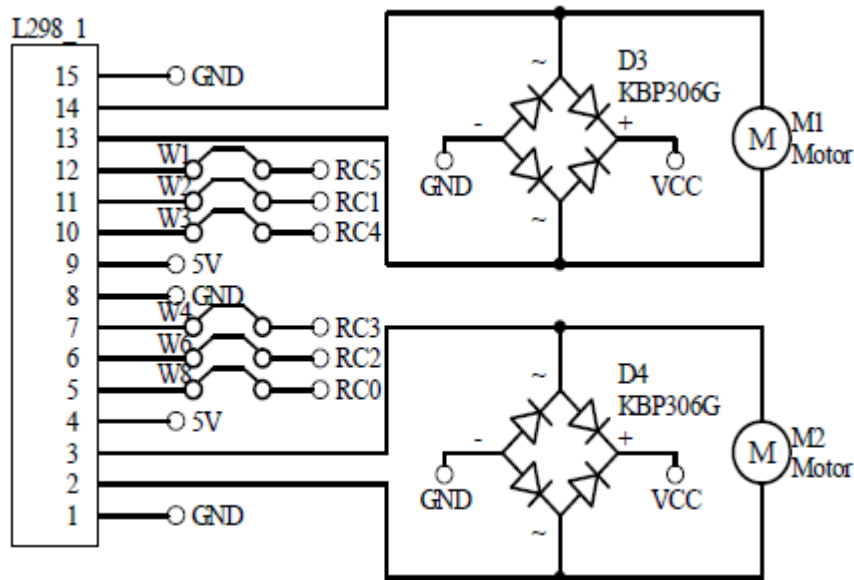 L298_1
15 GND
14
13
12 W1 RC5
11 W2 RC1
10 W3 RC4
9 5V
8 GND
7 W4 RC3
6 W6 RC2
5 W8 RC0
4 5V
3
2
1 GND
~
D3
KBP306G
- +
GND VCC
~
M M1
Motor
~
D4
KBP306G
- +
GND VCC
~
M M2
Motor